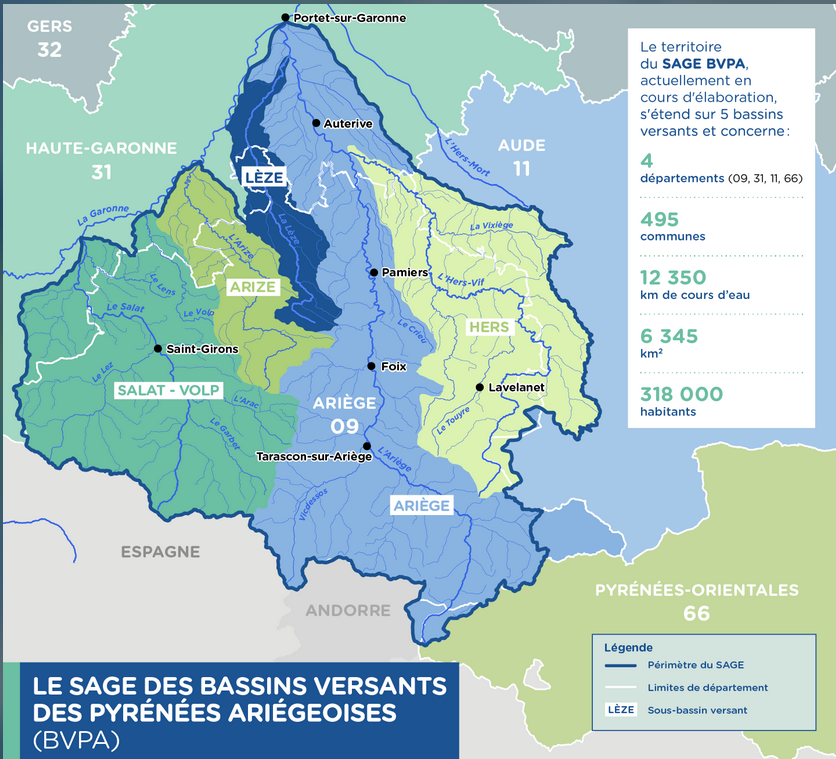 GERS
32
Portet-sur-Garonne
Le territoire
du SAGE BVPA,
actuellement en
cours d'élaboration,
s'étend sur 5 bassins
versants et concerne :
4
départements (09, 31, 11, 66)
495
communes
12 350
km de cours d'eau
6 345
km²
318 000
habitants
HAUTE-GARONNE
31
Auterive
AUDE
11
L'Hers-Mort
LÈZE
La Garonne
La Lèze
L'Arize
La Vixiège
ARIZE
Pamiers
L'Hers-Vif
Le Lens
Le Salat
Le Volp
HERS
Le Crieu
Saint-Girons
Foix
Le Lez
SALAT - VOLP
Lavelanet
L'Arac
ARIÈGE
09
Le Touyre
Le Garbet
Tarascon-sur-Ariège
L'Ariège
Vicdessos
ARIÈGE
ESPAGNE
ANDORRE
PYRÉNÉES-ORIENTALES
66
Légende
Périmètre du SAGE
Limites de département
LÈZE Sous-bassin versant
LE SAGE DES BASSINS VERSANTS
DES PYRÉNÉES ARIÉGEOISES
(BVPA)